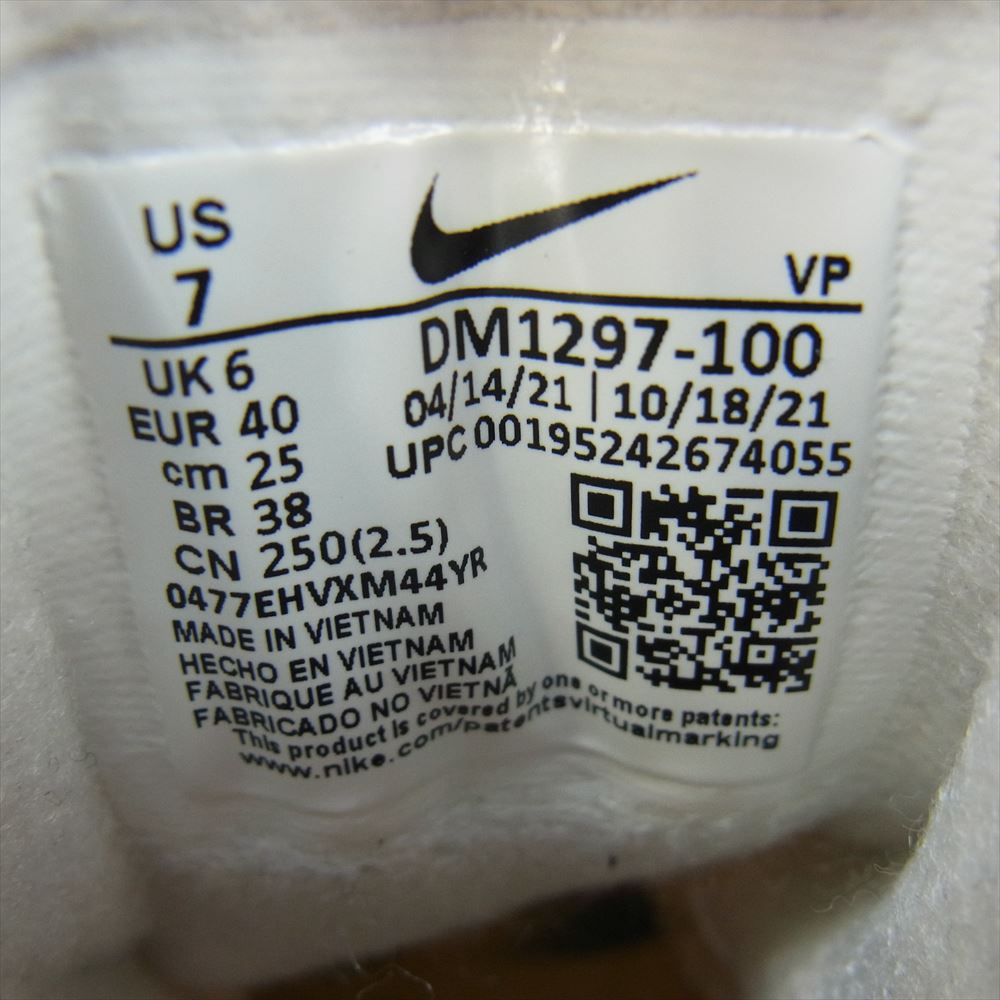 US
7
VP
UK 6
EUR 40
cm 25
BR 38
CN 250(2.5)
0477EHVXM44YR
MADE IN VIETNAM
HECHO EN VIETNAM
FABRIQUE AU VIETNAM
FABRICADO NO VIETNÃ
DM1297-100
04/14/21 | 10/18/21
UPC 00195242674055
This product is covered by one or more patents:
www.nike.com/patentsvirtualmarking